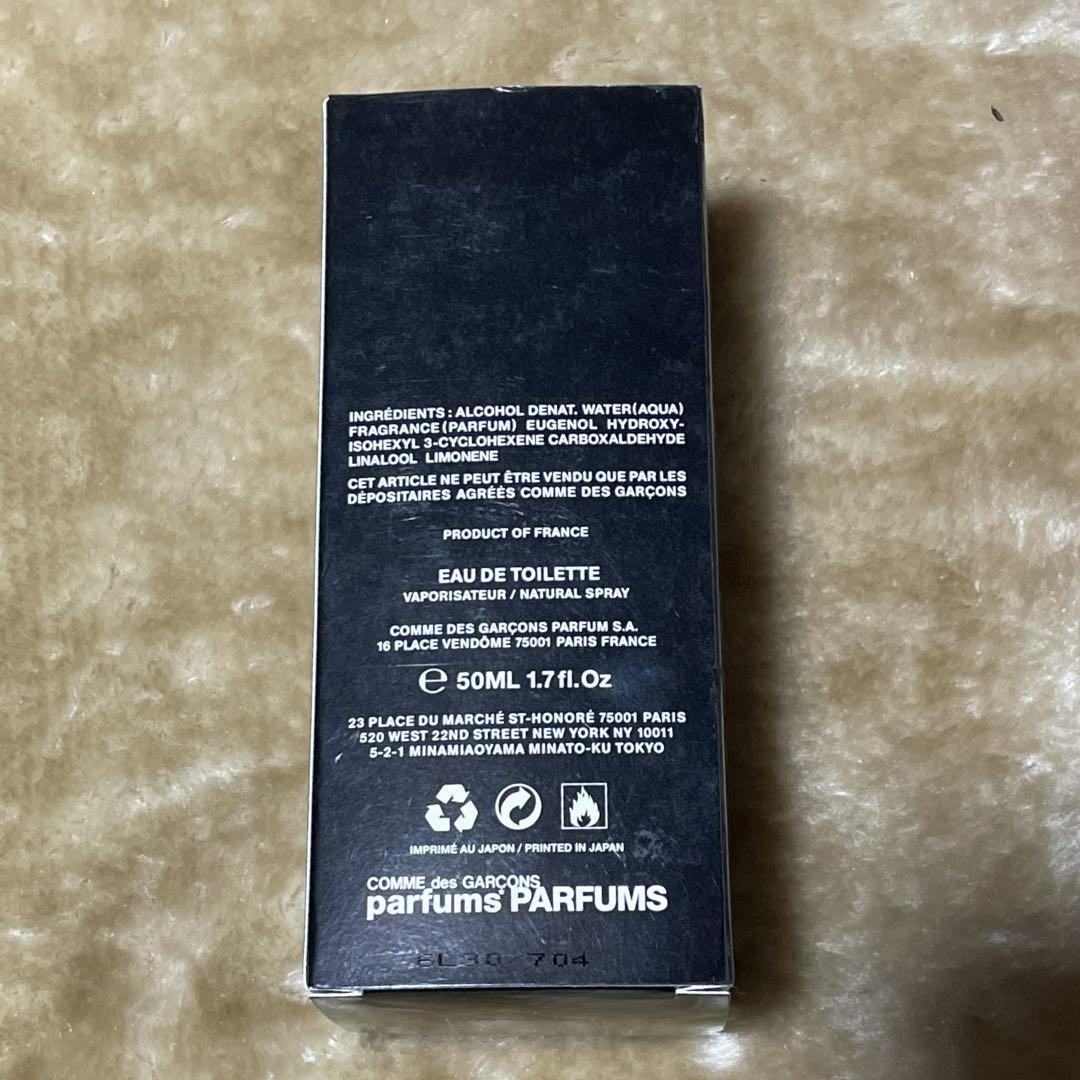 INGRÉDIENTS : ALCOHOL DENAT. WATER(AQUA)
FRAGRANCE(PARFUM) EUGENOL HYDROXY-
ISOHEXYL 3-CYCLOHEXENE CARBOXALDEHYDE
LINALOOL LIMONENE
CET ARTICLE NE PEUT ÊTRE VENDU QUE PAR LES
DÉPOSITAIRES AGRÉÉS COMME DES GARÇONS
PRODUCT OF FRANCE
EAU DE TOILETTE
VAPORISATEUR / NATURAL SPRAY
COMME DES GARÇONS PARFUM S.A.
16 PLACE VENDÔME 75001 PARIS FRANCE
℮ 50ML 1.7fl.Oz
23 PLACE DU MARCHÉ ST-HONORÉ 75001 PARIS
520 WEST 22ND STREET NEW YORK NY 10011
5-2-1 MINAMIAOYAMA MINATO-KU TOKYO
IMPRIMÉ AU JAPON / PRINTED IN JAPAN
COMME des GARÇONS
parfums* PARFUMS
704